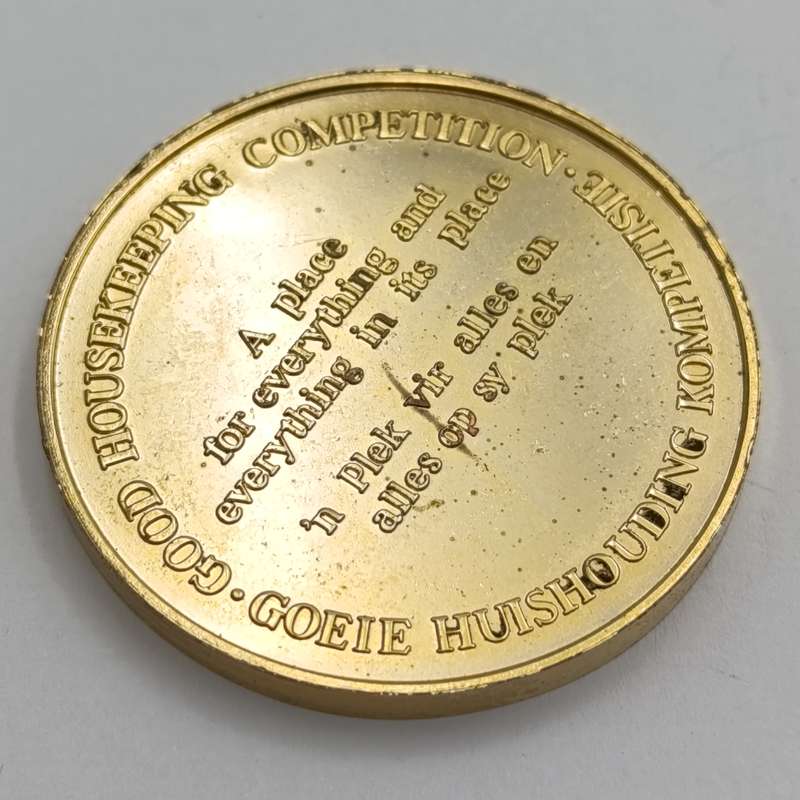 GOOD HOUSEKEEPING COMPETITION ·
A place
for everything and
everything in its place
'n Plek vir alles en
alles op sy plek
GOEIE HUISHOUDING KOMPETISIE ·